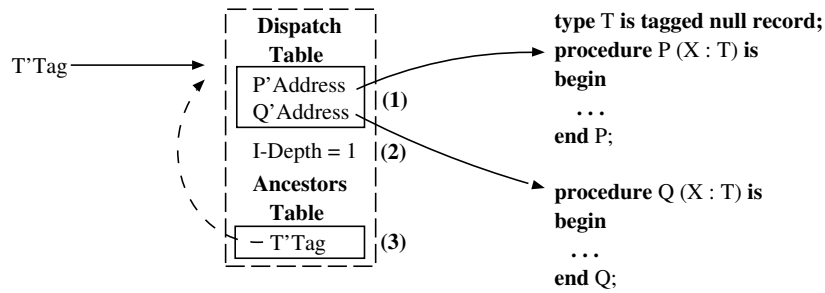 T’Tag
Dispatch
Table
P’Address
Q’Address
(1)
I-Depth = 1
(2)
Ancestors
Table
T’Tag
(3)
type T is tagged null record;
procedure P (X : T) is
begin
. . .
end P;
procedure Q (X : T) is
begin
. . .
end Q;